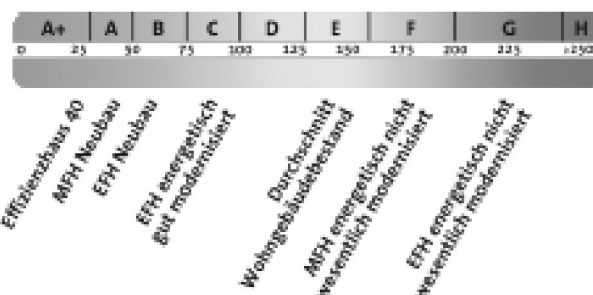 A+ A B C D E F G H
0 25 50 75 100 125 150 175 200 225 >250
Effizienzhaus 40
MFH Neubau
EFH Neubau
EFH energetisch
gut modernisiert
Durchschnitt
Wohngebäudebestand
MFH energetisch nicht
wesentlich modernisiert
EFH energetisch nicht
wesentlich modernisiert